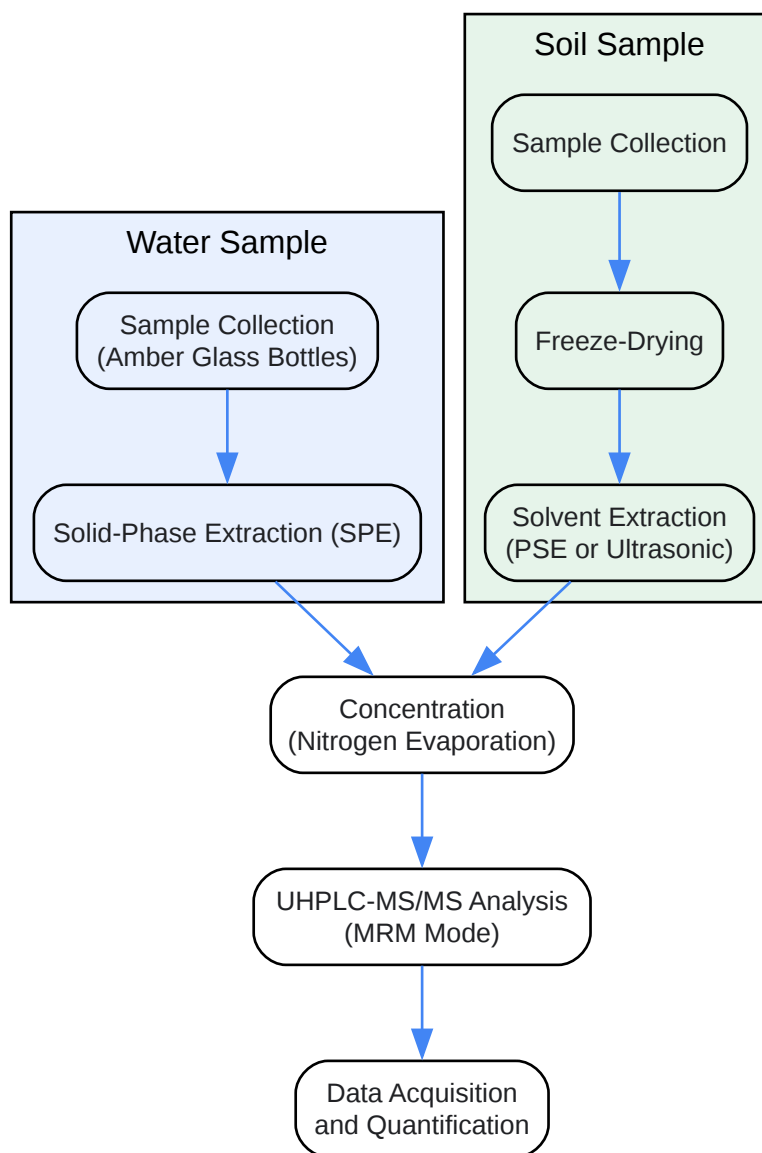 Soil Sample
Sample Collection
Water Sample
Sample Collection
(Amber Glass Bottles)
Freeze-Drying
Solid-Phase Extraction (SPE)
Solvent Extraction
(PSE or Ultrasonic)
Concentration
(Nitrogen Evaporation)
UHPLC-MS/MS Analysis
(MRM Mode)
Data Acquisition
and Quantification